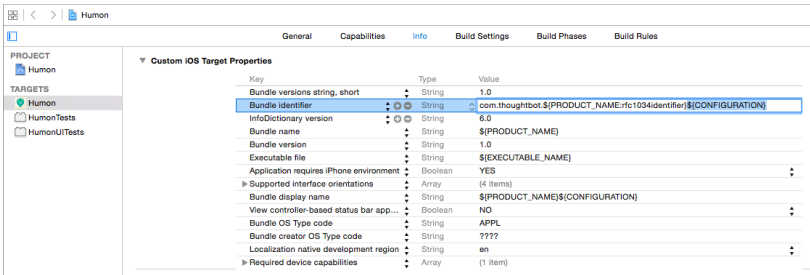 Humon
General Capabilities Info Build Settings Build Phases Build Rules
PROJECT
Humon
TARGETS
Humon
HumonTests
HumonUITests
Custom iOS Target Properties
Key Type Value
Bundle versions string, short String 1.0
Bundle identifier String com.thoughtbot.${PRODUCT_NAME:rfc1034identifier}${CONFIGURATION}
InfoDictionary version String 6.0
Bundle name String ${PRODUCT_NAME}
Bundle version String 1.0
Executable file String ${EXECUTABLE_NAME}
Application requires iPhone environment Boolean YES
Supported interface orientations Array (4 items)
Bundle display name String ${PRODUCT_NAME}${CONFIGURATION}
View controller-based status bar app... Boolean NO
Bundle OS Type code String APPL
Bundle creator OS Type code String ????
Localization native development region String en
Required device capabilities Array (1 item)